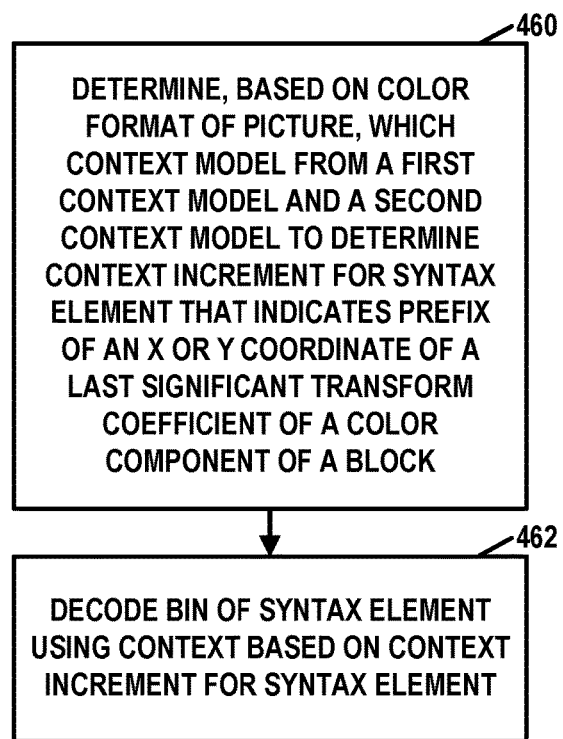 460
DETERMINE, BASED ON COLOR
FORMAT OF PICTURE, WHICH
CONTEXT MODEL FROM A FIRST
CONTEXT MODEL AND A SECOND
CONTEXT MODEL TO DETERMINE
CONTEXT INCREMENT FOR SYNTAX
ELEMENT THAT INDICATES PREFIX
OF AN X OR Y COORDINATE OF A
LAST SIGNIFICANT TRANSFORM
COEFFICIENT OF A COLOR
COMPONENT OF A BLOCK
462
DECODE BIN OF SYNTAX ELEMENT
USING CONTEXT BASED ON CONTEXT
INCREMENT FOR SYNTAX ELEMENT